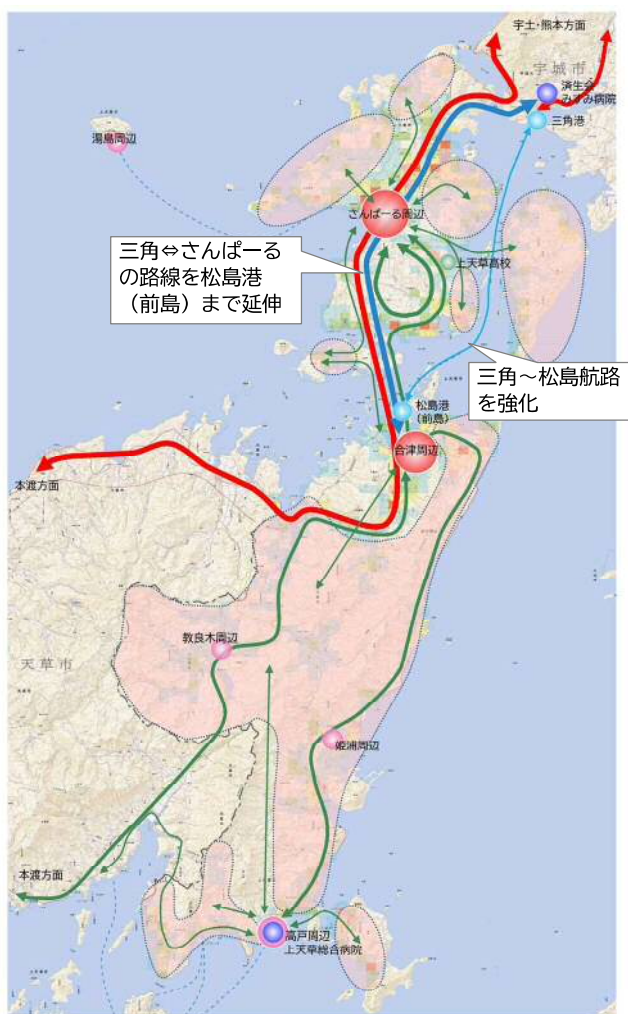 宇土・熊本方面
宇城市
済生会
みすみ病院
三角港
湯島周辺
さんぱーる周辺
三角⇔さんぱーる
の路線を松島港
（前島）まで延伸
上天草高校
三角～松島航路
を強化
松島港
（前島）
合津周辺
本渡方面
教良木周辺
天草市
姫浦周辺
本渡方面
高戸周辺
上天草総合病院